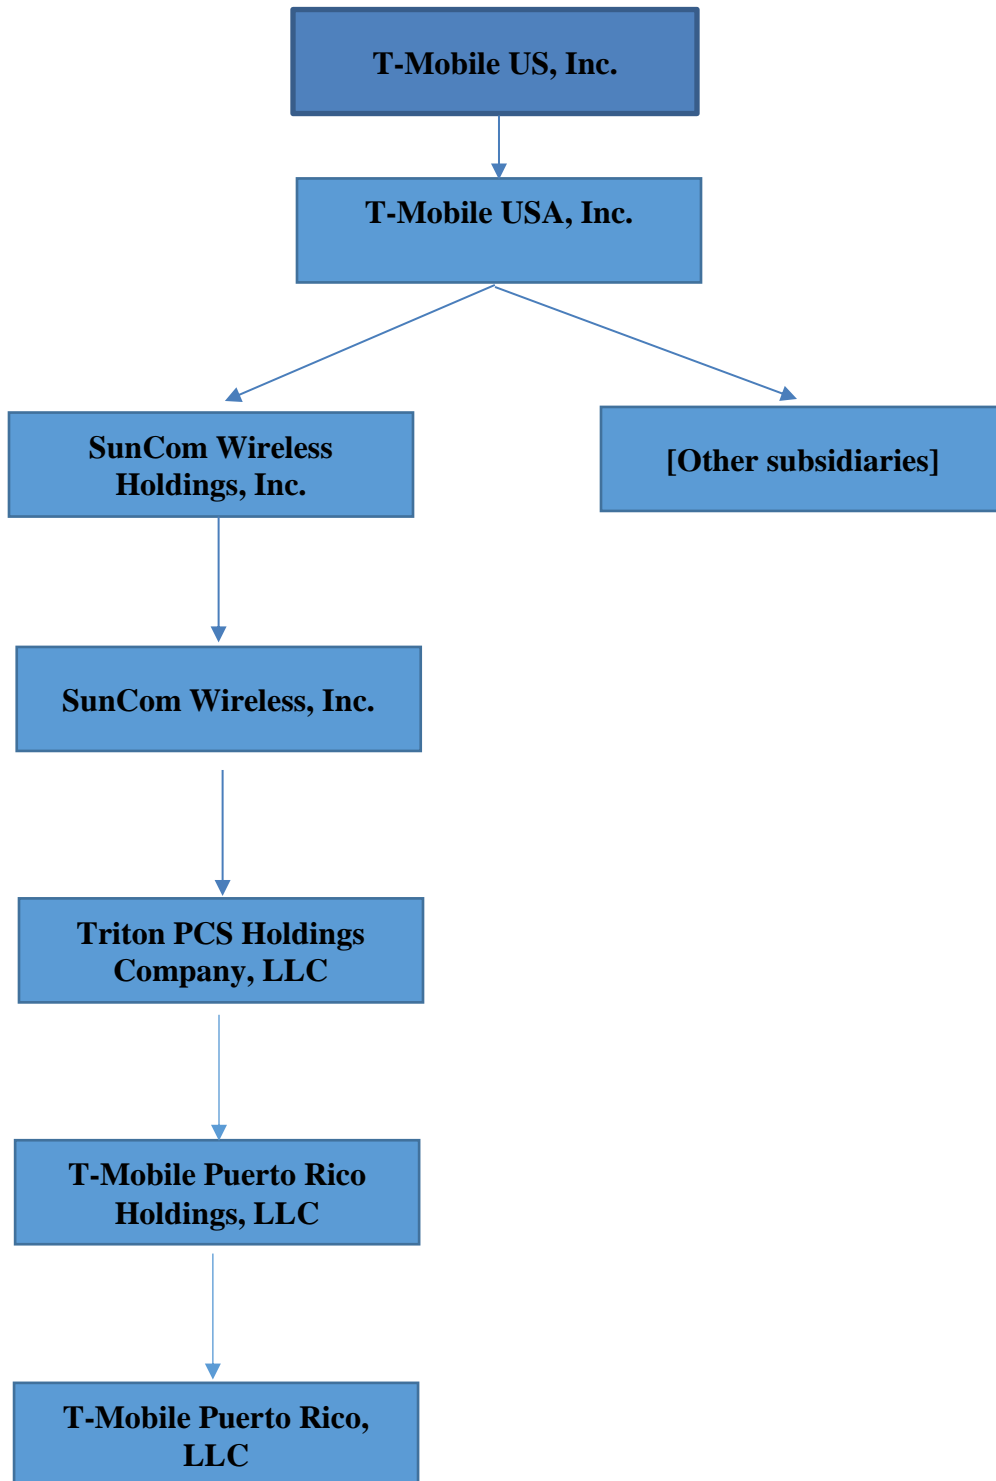 T-Mobile US, Inc.
T-Mobile USA, Inc.
SunCom Wireless
Holdings, Inc.
[Other subsidiaries]
SunCom Wireless, Inc.
Triton PCS Holdings
Company, LLC
T-Mobile Puerto Rico
Holdings, LLC
T-Mobile Puerto Rico,
LLC